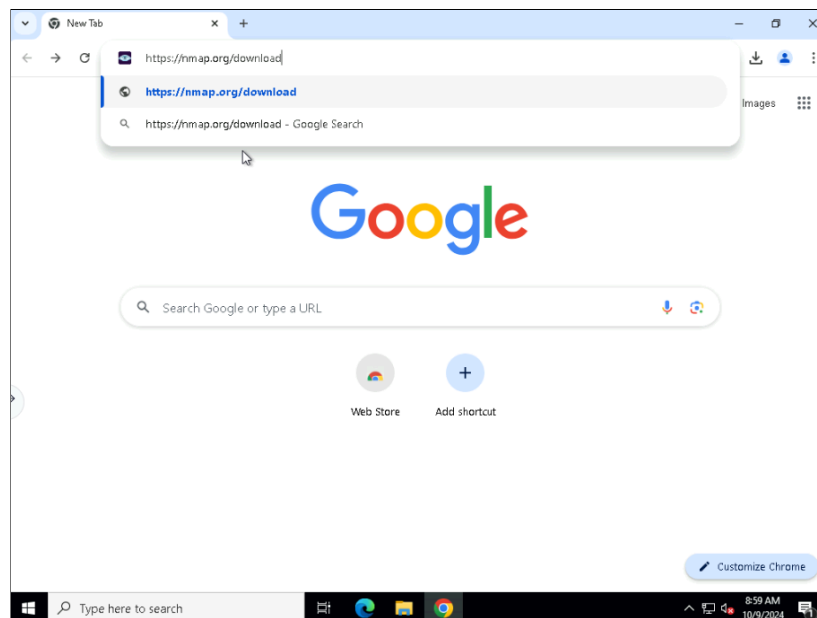 New Tab
https://nmap.org/download
https://nmap.org/download
https://nmap.org/download - Google Search
Images
Google
Search Google or type a URL
Web Store
Add shortcut
Customize Chrome
Type here to search
8:59 AM
10/9/2024
1